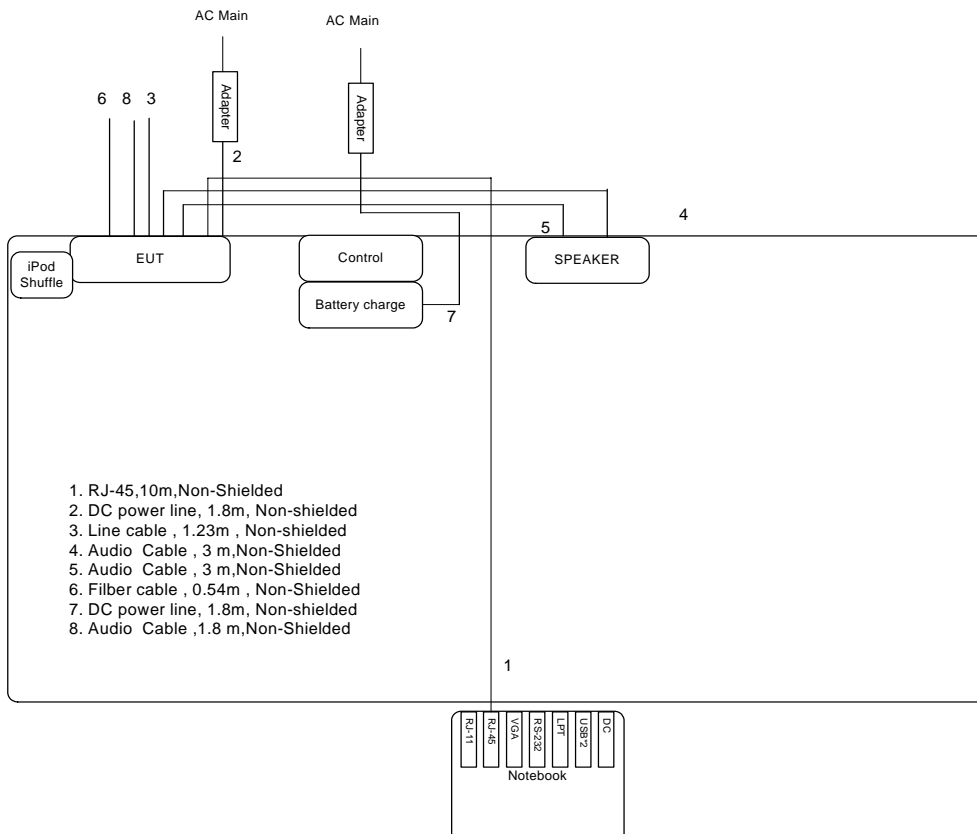 AC Main
AC Main
Adapter
Adapter
6 8 3
2
4
5
iPod
Shuffle
EUT
Control
SPEAKER
Battery charge
7
1. RJ-45,10m,Non-Shielded
2. DC power line, 1.8m, Non-shielded
3. Line cable , 1.23m , Non-shielded
4. Audio Cable , 3 m,Non-Shielded
5. Audio Cable , 3 m,Non-Shielded
6. Filber cable , 0.54m , Non-Shielded
7. DC power line, 1.8m, Non-shielded
8. Audio Cable ,1.8 m,Non-Shielded
1
RJ-11
RJ-45
VGA
RS-232
LPT
USB*2
DC
Notebook